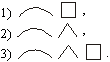 1) ⌒ □ ,
2) ⌒ ∧ ,
3) ⌒ ∧ □ .